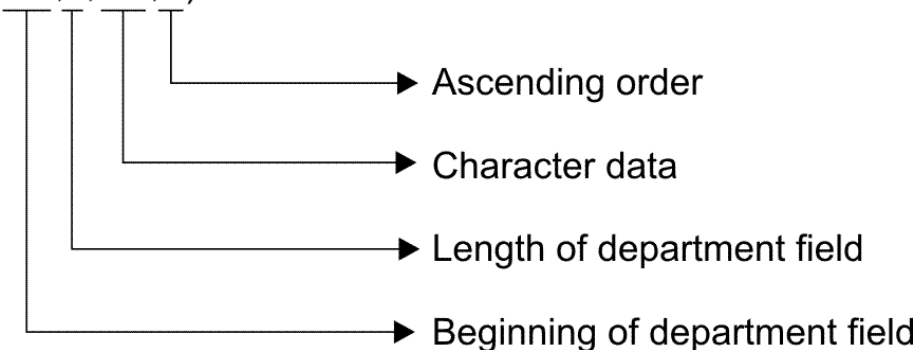 Ascending order
Character data
Length of department field
Beginning of department field